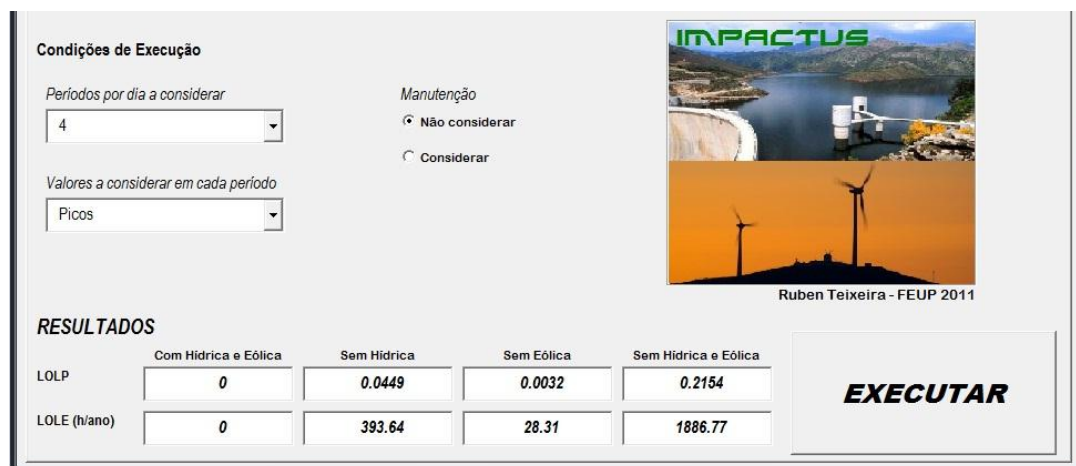 IMPACTUS
Condições de Execução
Períodos por dia a considerar
4
Manutenção
Não considerar
Considerar
Valores a considerar em cada período
Picos
Ruben Teixeira - FEUP 2011
RESULTADOS
Com Hídrica e Eólica Sem Hídrica Sem Eólica Sem Hídrica e Eólica
LOLP 0 0.0449 0.0032 0.2154
LOLE (h/ano) 0 393.64 28.31 1886.77
EXECUTAR